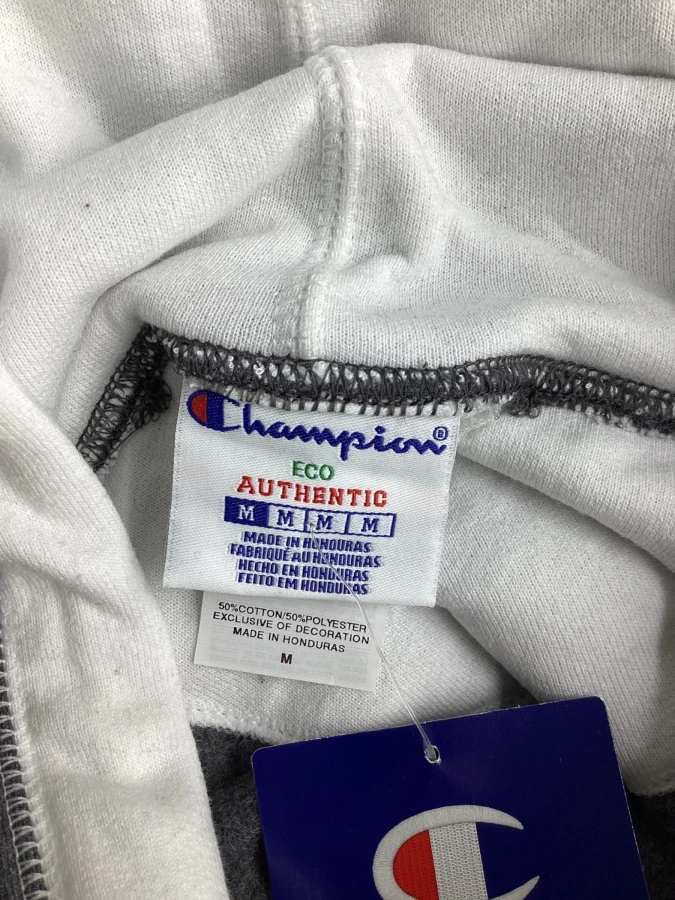 Champion®
ECO
AUTHENTIC
M M M M
MADE IN HONDURAS
FABRIQUÉ AU HONDURAS
HECHO EN HONDURAS
FEITO EM HONDURAS
50%COTTON/50%POLYESTER
EXCLUSIVE OF DECORATION
MADE IN HONDURAS
M